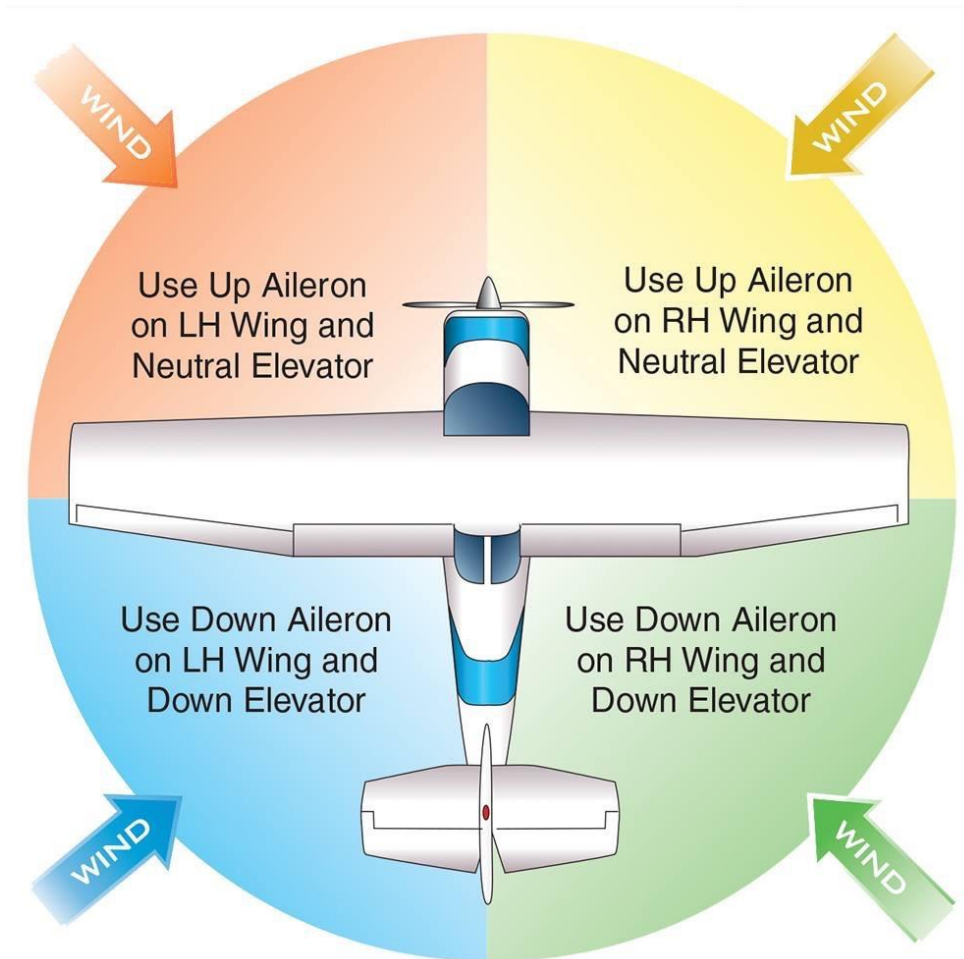 WIND
WIND
Use Up Aileron
on LH Wing and
Neutral Elevator
Use Up Aileron
on RH Wing and
Neutral Elevator
Use Down Aileron
on LH Wing and
Down Elevator
Use Down Aileron
on RH Wing and
Down Elevator
WIND
WIND